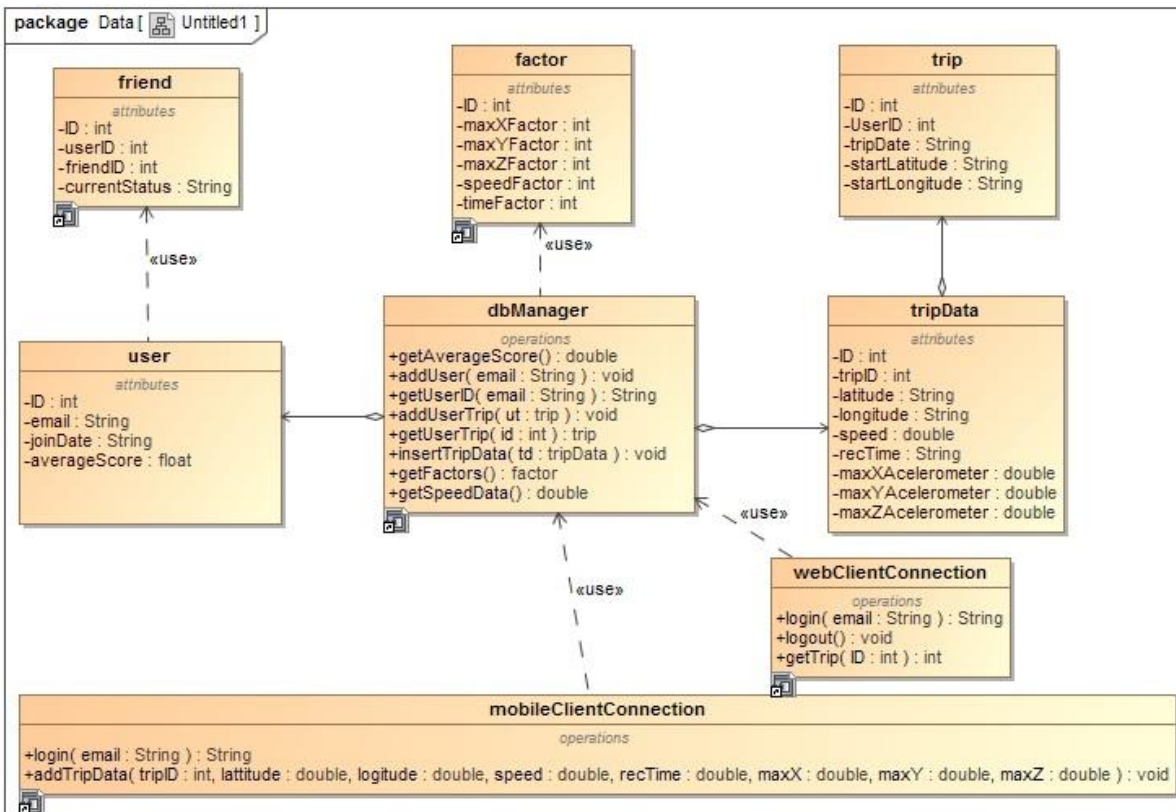 package Data [ Untitled1 ]
friend
attributes
-ID : int
-userID : int
-friendID : int
-currentStatus : String
factor
attributes
-ID : int
-maxXFactor : int
-maxYFactor : int
-maxZFactor : int
-speedFactor : int
-timeFactor : int
trip
attributes
-ID : int
-UserID : int
-tripDate : String
-startLatitude : String
-startLongitude : String
«use»
«use»
user
attributes
-ID : int
-email : String
-joinDate : String
-averageScore : float
dbManager
operations
+getAverageScore() : double
+addUser( email : String ) : void
+getUserID( email : String ) : String
+addUserTrip( ut : trip ) : void
+getUserTrip( id : int ) : trip
+insertTripData( td : tripData ) : void
+getFactors() : factor
+getSpeedData() : double
tripData
attributes
-ID : int
-tripID : int
-latitude : String
-longitude : String
-speed : double
-recTime : String
-maxXAcelerometer : double
-maxYAcelerometer : double
-maxZAcelerometer : double
«use»
«use»
webClientConnection
operations
+login( email : String ) : String
+logout() : void
+getTrip( ID : int ) : int
mobileClientConnection
operations
+login( email : String ) : String
+addTripData( tripID : int, lattitude : double, logitude : double, speed : double, recTime : double, maxX : double, maxY : double, maxZ : double ) : void